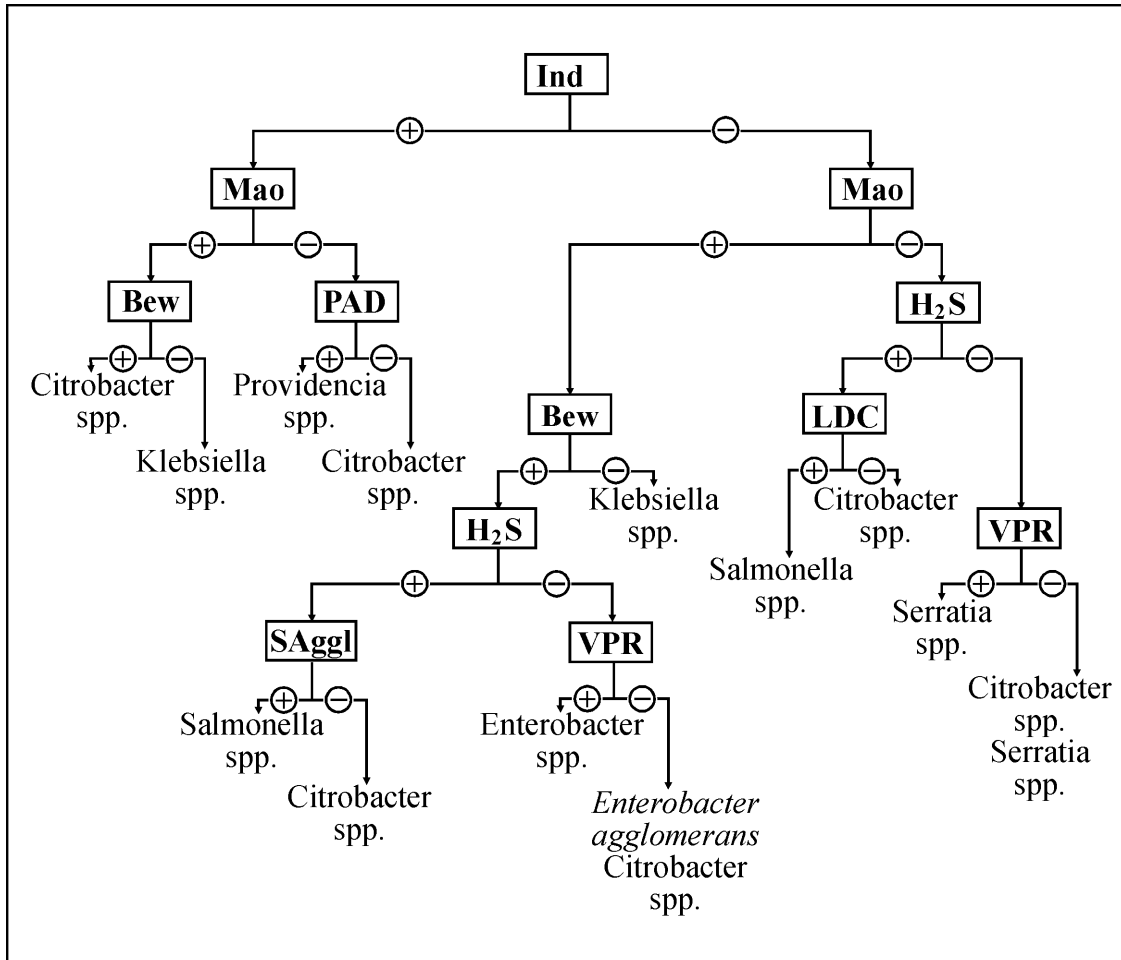 Ind
+
−
Mao
Mao
+
−
+
−
Bew
PAD
H₂S
+
−
+
−
+
−
Citrobacter
spp.
Providencia
spp.
Bew
LDC
Klebsiella
spp.
Citrobacter
spp.
+
−
+
−
Klebsiella
spp.
Citrobacter
spp.
H₂S
VPR
Salmonella
spp.
+
−
+
−
Serratia
spp.
SAggl
VPR
+
−
+
−
Citrobacter
spp.
Serratia
spp.
Salmonella
spp.
Enterobacter
spp.
Citrobacter
spp.
Enterobacter
agglomerans
Citrobacter
spp.